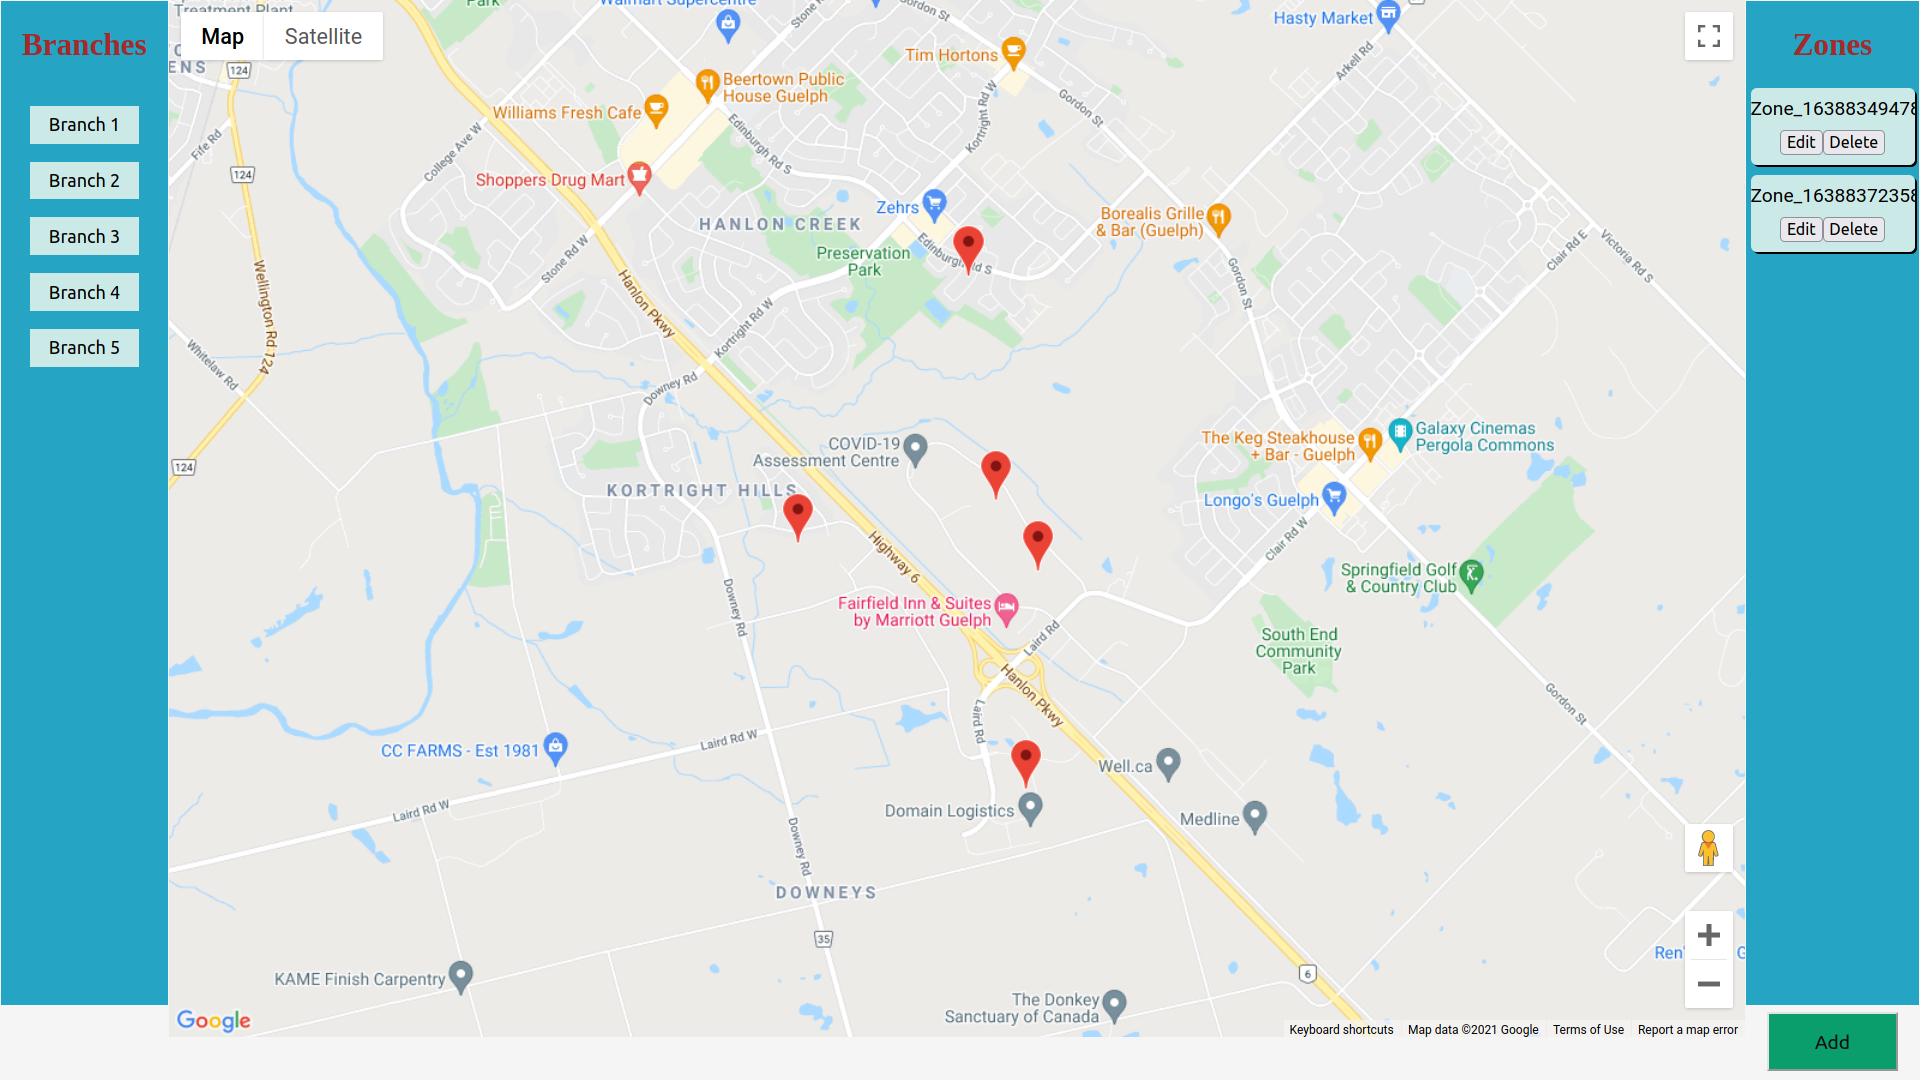 Branches
Branch 1
Branch 2
Branch 3
Branch 4
Branch 5
Map
Satellite
Treatment Plant
Park
Walmart Supercentre
Gordon St
Stone R
Hasty Market
ENS
124
Tim Hortons
Arkell Rd
Beertown Public
House Guelph
Williams Fresh Cafe
Kortright Rd W
Gordon St
Fife Rd
College Ave W
Edinburgh Rd S
124
Shoppers Drug Mart
Zehrs
Borealis Grille
& Bar (Guelph)
HANLON CREEK
Edinburgh Rd S
Preservation
Park
Stone Rd W
Gordon St
Clair Rd E
Victoria Rd S
Wellington Rd 124
Hanlon Pkwy
Kortright Rd W
Whitelaw Rd
Downey Rd
COVID-19
Assessment Centre
The Keg Steakhouse
+ Bar - Guelph
Galaxy Cinemas
Pergola Commons
124
KORTRIGHT HILLS
Longo's Guelph
Clair Rd W
Highway 6
Springfield Golf
& Country Club
Downey Rd
Fairfield Inn & Suites
by Marriott Guelph
Laird Rd
South End
Community
Park
Hanlon Pkwy
Gordon St
Laird Rd
Laird Rd W
CC FARMS - Est 1981
Well.ca
Laird Rd W
Domain Logistics
Medline
Downey Rd
DOWNEYS
35
Ren'
G
KAME Finish Carpentry
6
The Donkey
Sanctuary of Canada
Google
Keyboard shortcuts
Map data ©2021 Google
Terms of Use
Report a map error
Zones
Zone_16388349478
Edit
Delete
Zone_16388372358
Edit
Delete
Add